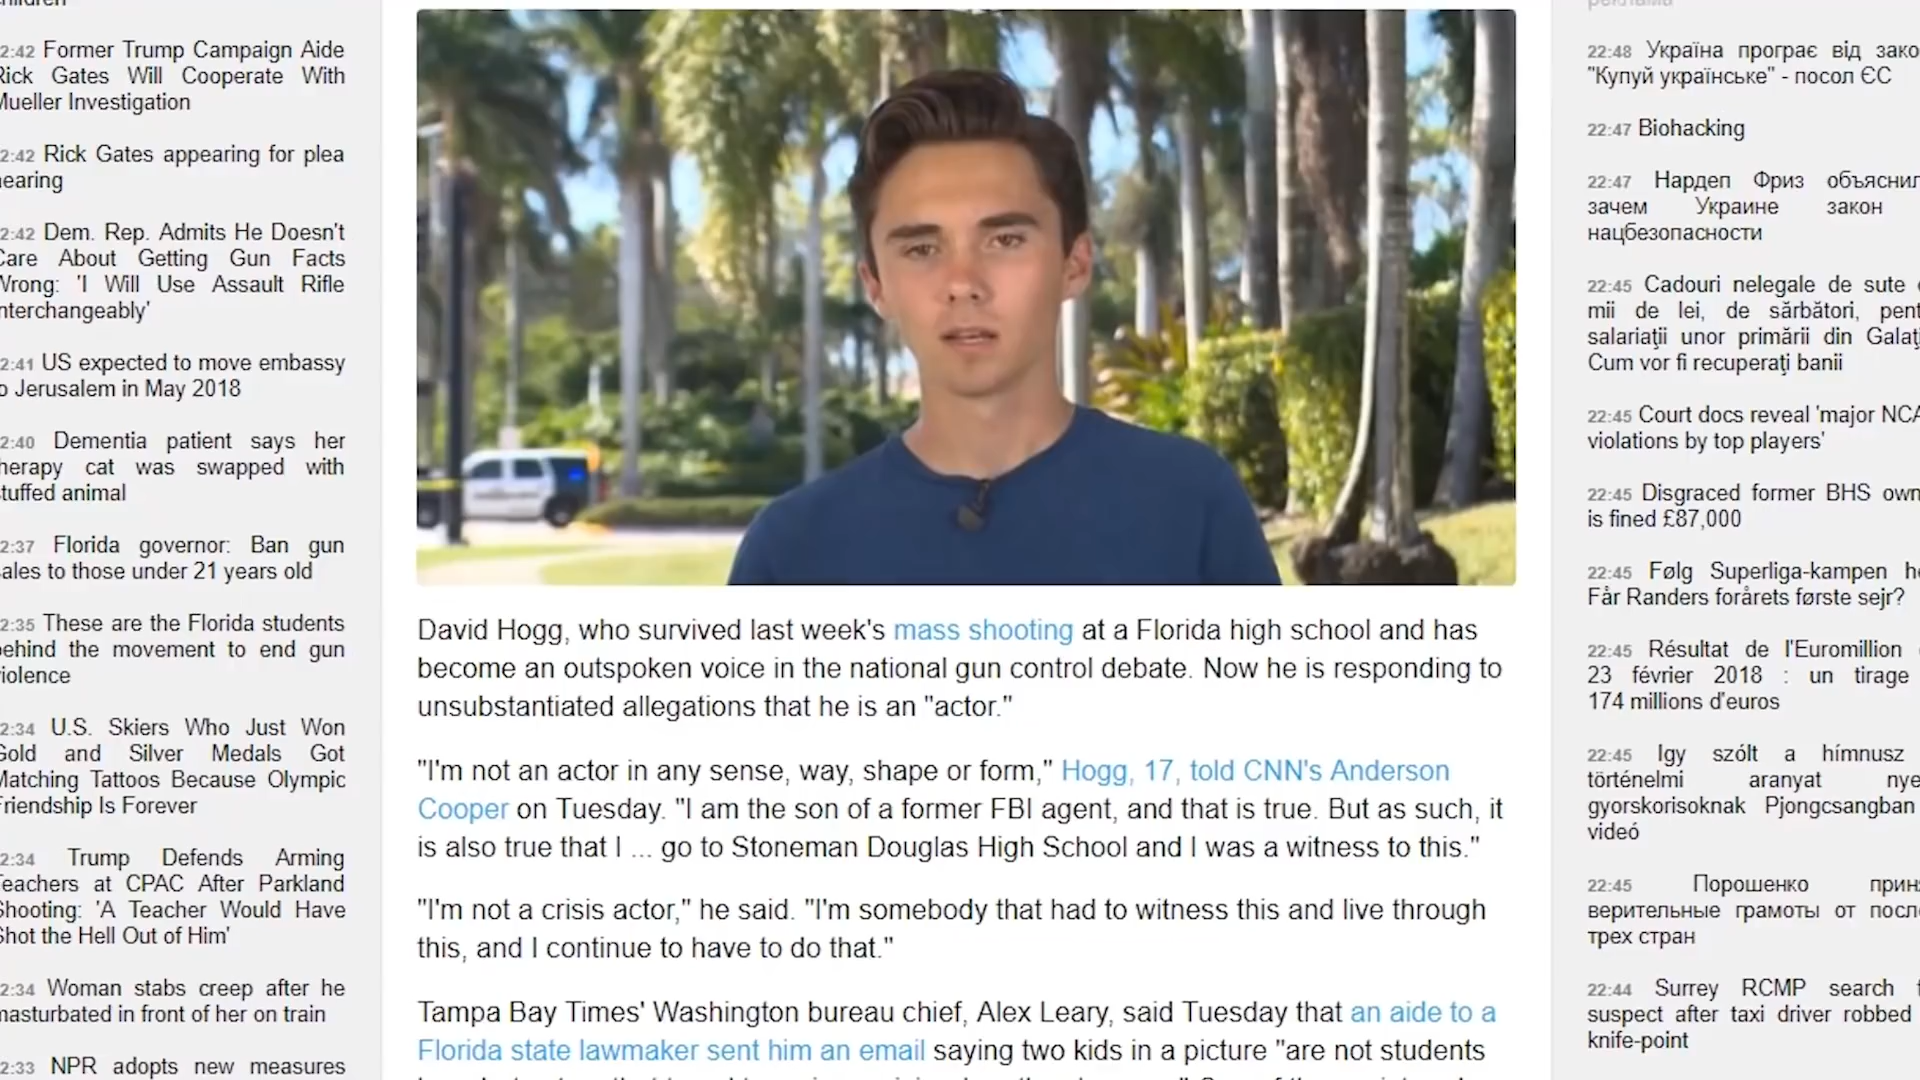 children
2:42 Former Trump Campaign Aide
Rick Gates Will Cooperate With
Mueller Investigation
2:42 Rick Gates appearing for plea
hearing
2:42 Dem. Rep. Admits He Doesn't
Care About Getting Gun Facts
Wrong: 'I Will Use Assault Rifle
Interchangeably'
2:41 US expected to move embassy
to Jerusalem in May 2018
2:40 Dementia patient says her
therapy cat was swapped with
stuffed animal
2:37 Florida governor: Ban gun
sales to those under 21 years old
2:35 These are the Florida students
behind the movement to end gun
violence
2:34 U.S. Skiers Who Just Won
Gold and Silver Medals Got
Matching Tattoos Because Olympic
Friendship Is Forever
2:34 Trump Defends Arming
Teachers at CPAC After Parkland
Shooting: 'A Teacher Would Have
Shot the Hell Out of Him'
2:34 Woman stabs creep after he
masturbated in front of her on train
2:33 NPR adopts new measures
David Hogg, who survived last week's mass shooting at a Florida high school and has
become an outspoken voice in the national gun control debate. Now he is responding to
unsubstantiated allegations that he is an "actor."
"I'm not an actor in any sense, way, shape or form," Hogg, 17, told CNN's Anderson
Cooper on Tuesday. "I am the son of a former FBI agent, and that is true. But as such, it
is also true that I ... go to Stoneman Douglas High School and I was a witness to this."
"I'm not a crisis actor," he said. "I'm somebody that had to witness this and live through
this, and I continue to have to do that."
Tampa Bay Times' Washington bureau chief, Alex Leary, said Tuesday that an aide to a
Florida state lawmaker sent him an email saying two kids in a picture "are not students
реклама
22:48 Україна програє від зако
"Купуй українське" - посол ЄС
22:47 Biohacking
22:47 Нардеп Фриз объяснил
зачем Украине закон
нацбезопасности
22:45 Cadouri nelegale de sute
mii de lei, de sărbători, pent
salariaţii unor primării din Galaţ
Cum vor fi recuperaţi banii
22:45 Court docs reveal 'major NCA
violations by top players'
22:45 Disgraced former BHS own
is fined £87,000
22:45 Følg Superliga-kampen he
Får Randers forårets første sejr?
22:45 Résultat de l'Euromillion
23 février 2018 : un tirage
174 millions d'euros
22:45 Igy szólt a hímnusz
történelmi aranyat nye
gyorskorisoknak Pjongcsangban
videó
22:45 Порошенко прин
верительные грамоты от посл
трех стран
22:44 Surrey RCMP search f
suspect after taxi driver robbed
knife-point